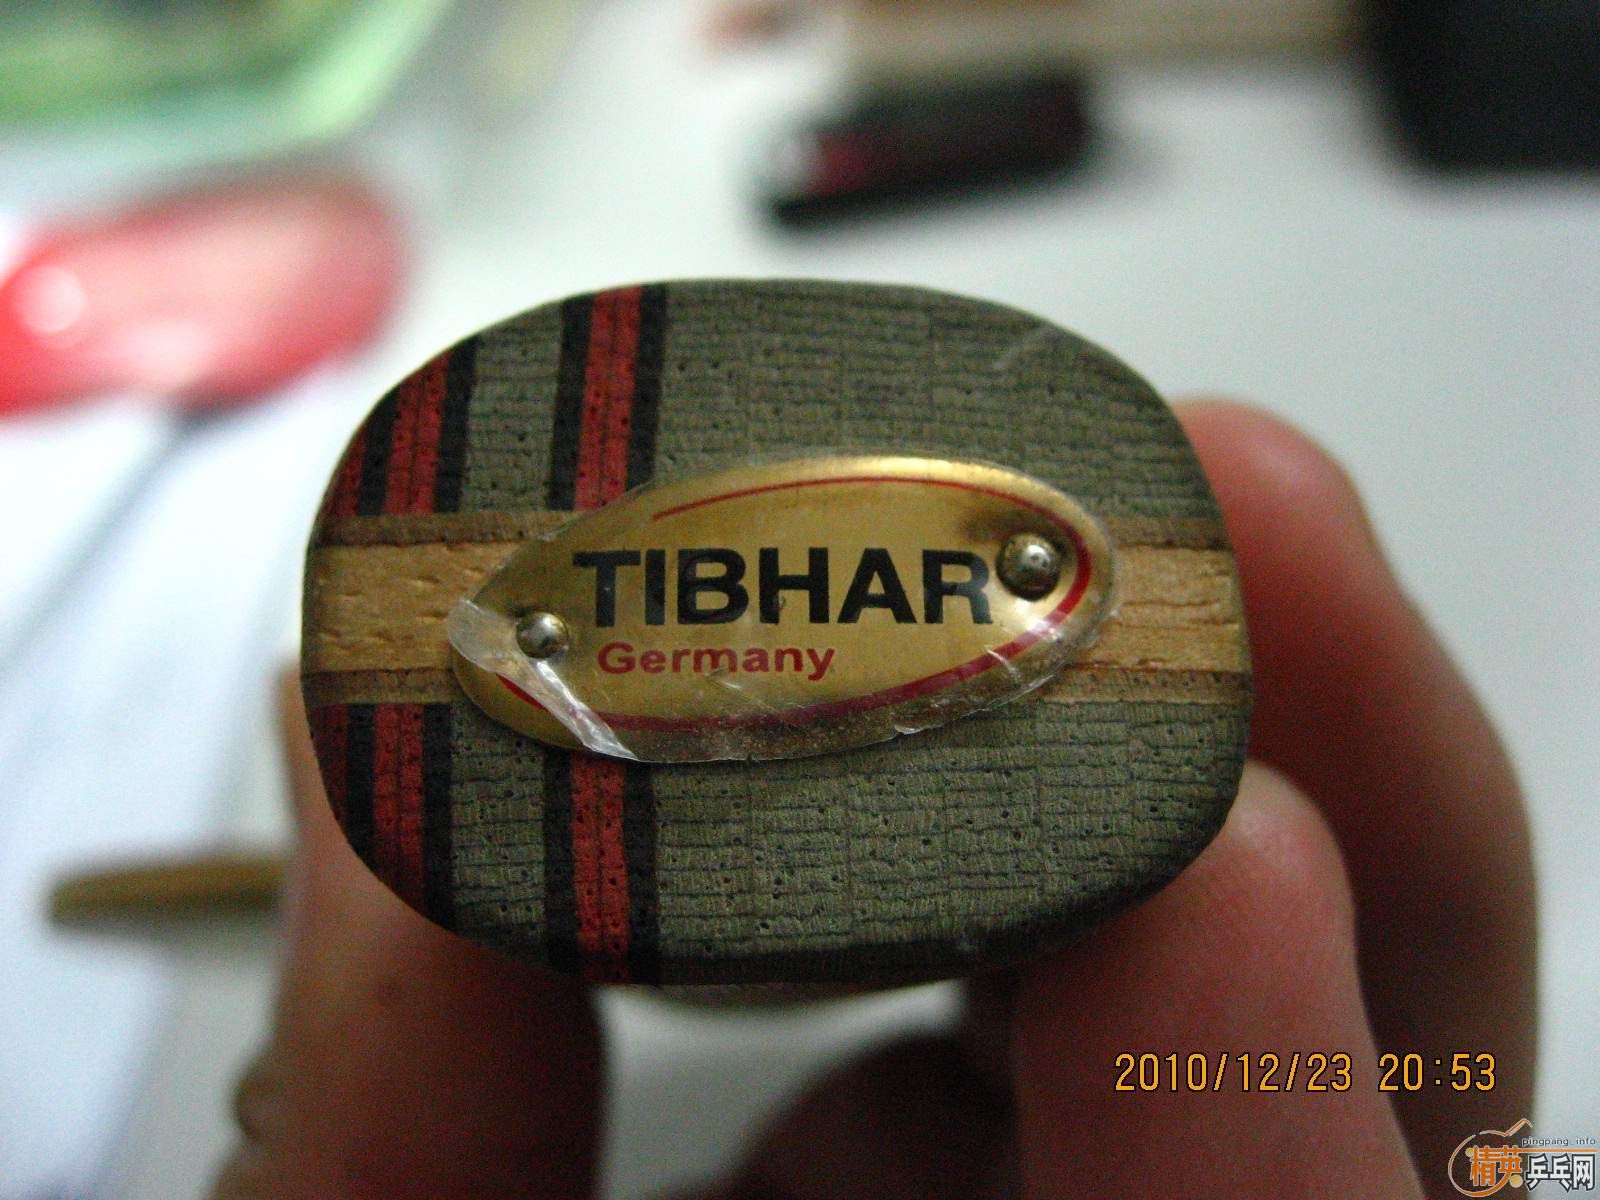 TIBHAR
Germany
2010/12/23 20:53
pingpang.info
精英乒乓网